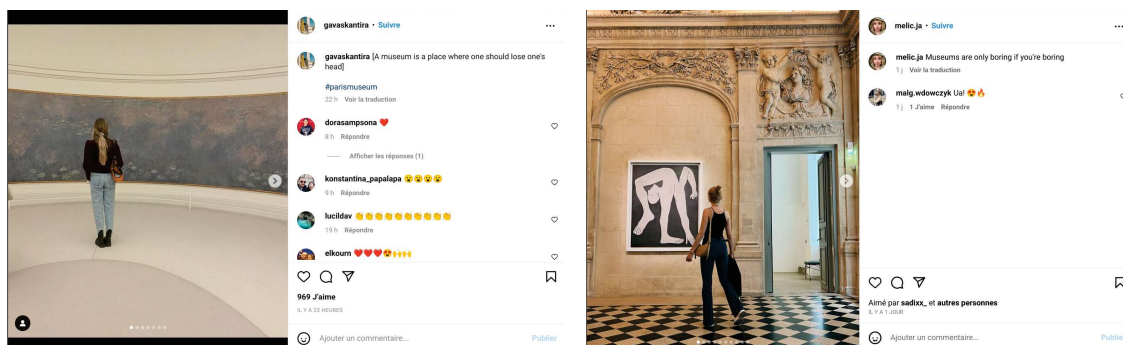 gavaskantira • Suivre
gavaskantira [A museum is a place where one should lose one's
head]
#parismuseum
22 h Voir la traduction
dorasampsona ❤️
8 h Répondre
Afficher les réponses (1)
konstantina_papalapa 😮😮😮😮
9 h Répondre
lucildav 👏👏👏👏👏👏👏👏👏👏
19 h Répondre
elkourn ❤️❤️❤️😍🙌🙌
969 J'aime
IL Y A 22 HEURES
Ajouter un commentaire...
Publier
melic.ja • Suivre
melic.ja Museums are only boring if you're boring
1 j Voir la traduction
malg.wdowczyk Ua! 😍🔥
1 j 1 J'aime Répondre
Aimé par sadixx_ et autres personnes
IL Y A 1 JOUR
Ajouter un commentaire...
Publie